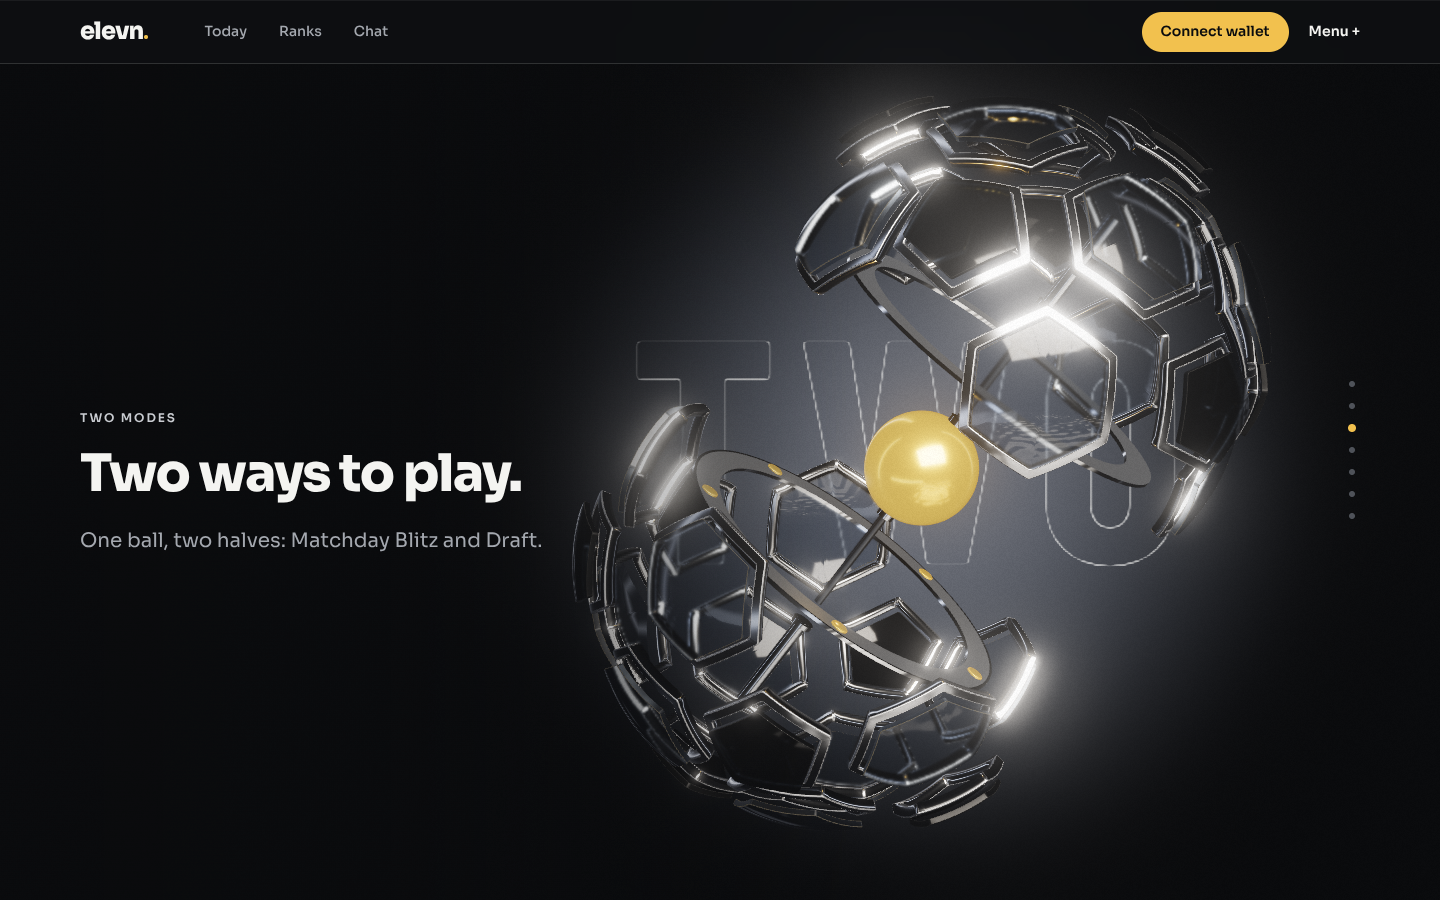 elevn.
Today
Ranks
Chat
Connect wallet
Menu +
TWO
TWO MODES
Two ways to play.
One ball, two halves: Matchday Blitz and Draft.